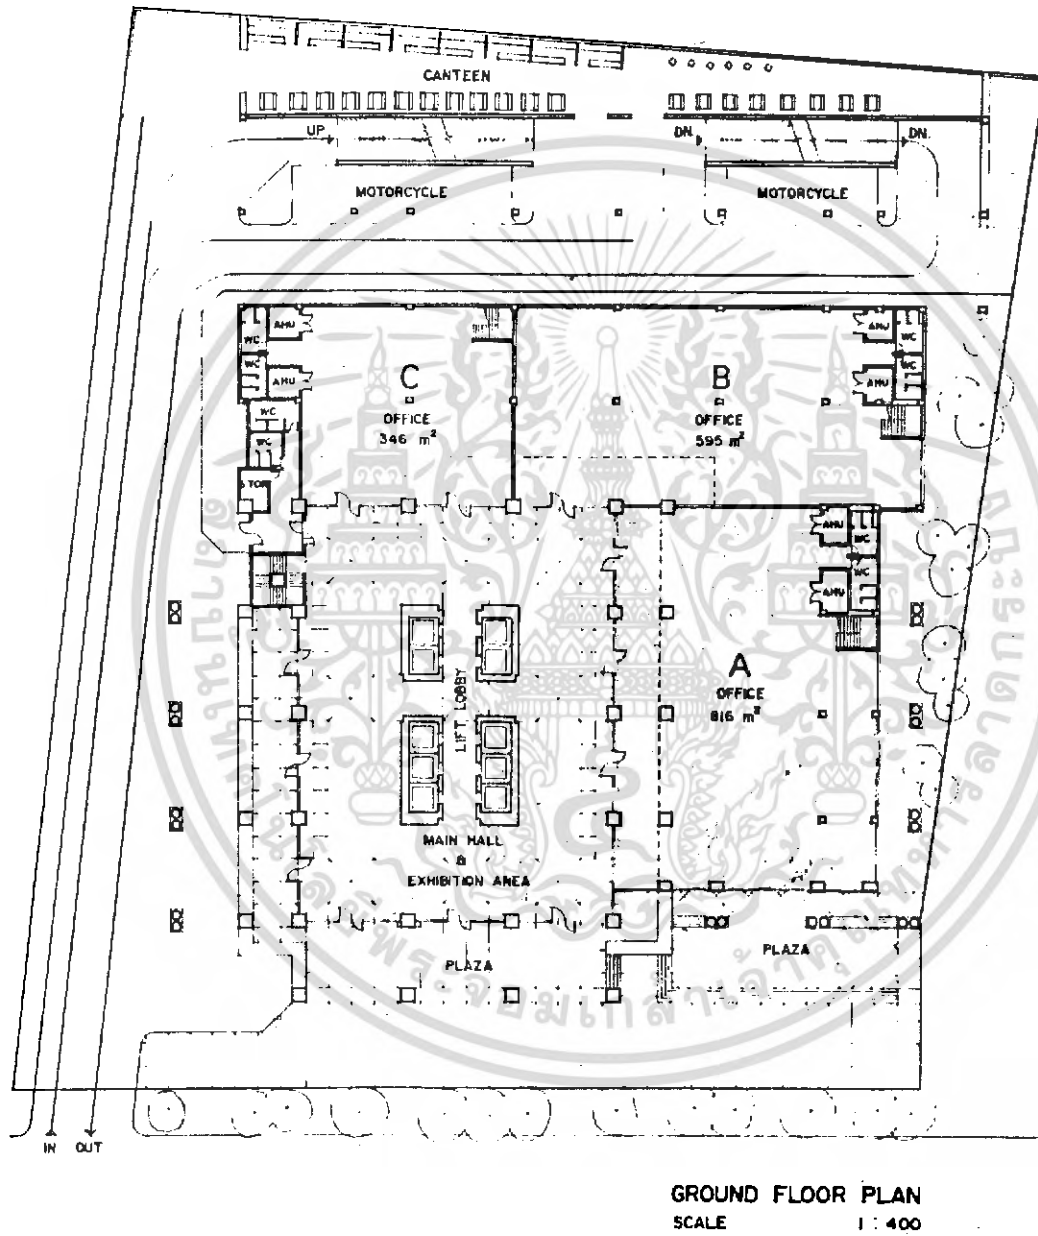 CANTEEN
UP
DN.
DN.
MOTORCYCLE
MOTORCYCLE
WC
AHU
AHU
WC
WC
AHU
C
B
AHU
WC
WC
OFFICE
346 m²
OFFICE
595 m²
WC
AHU
WC
AHU
WC
A
OFFICE
816 m²
LIFT LOBBY
MAIN HALL
&
EXHIBITION AREA
PLAZA
PLAZA
IN OUT
GROUND FLOOR PLAN
SCALE 1 : 400